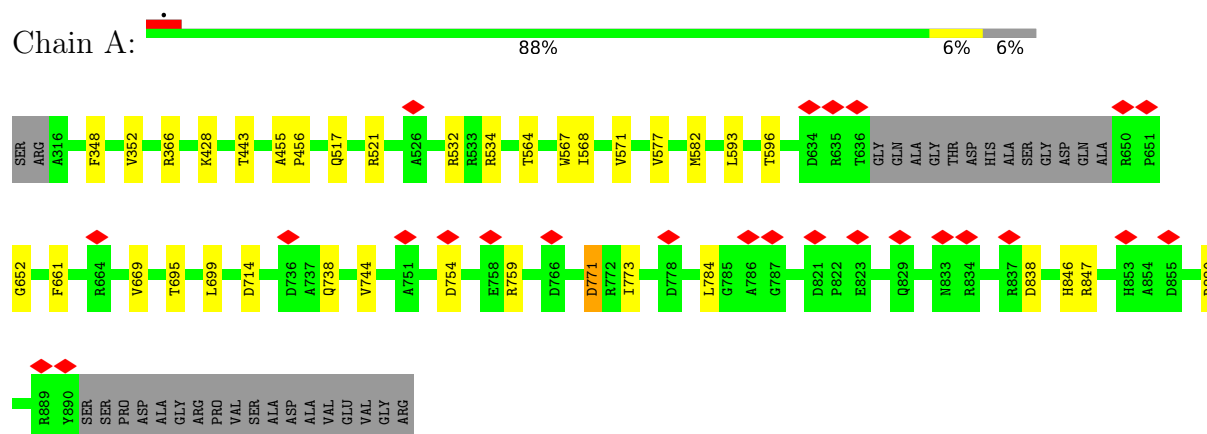 Chain A:
88% 6% 6%
SER ARG A316 F348 V352 R366 K428 T443 A455 P456 Q517 R521 A526 R532 R533 R534 T564 W567 I568 V571 V577 M582 L593 T596 D634 R635 T636 GLY GLN ALA GLY THR ASP HIS ALA SER GLY ASP GLN ALA R650 P651
G652 F661 R664 V669 T695 L699 D714 D736 A737 Q738 V744 A751 D754 E758 R759 D766 D771 R772 I773 D778 L784 G785 A786 G787 D821 P822 E823 Q829 N833 R834 R837 D838 H846 R847 H853 A854 D855
R889 Y890 SER SER PRO ASP ALA GLY ARG PRO VAL SER ALA ASP ALA VAL GLU VAL GLY ARG